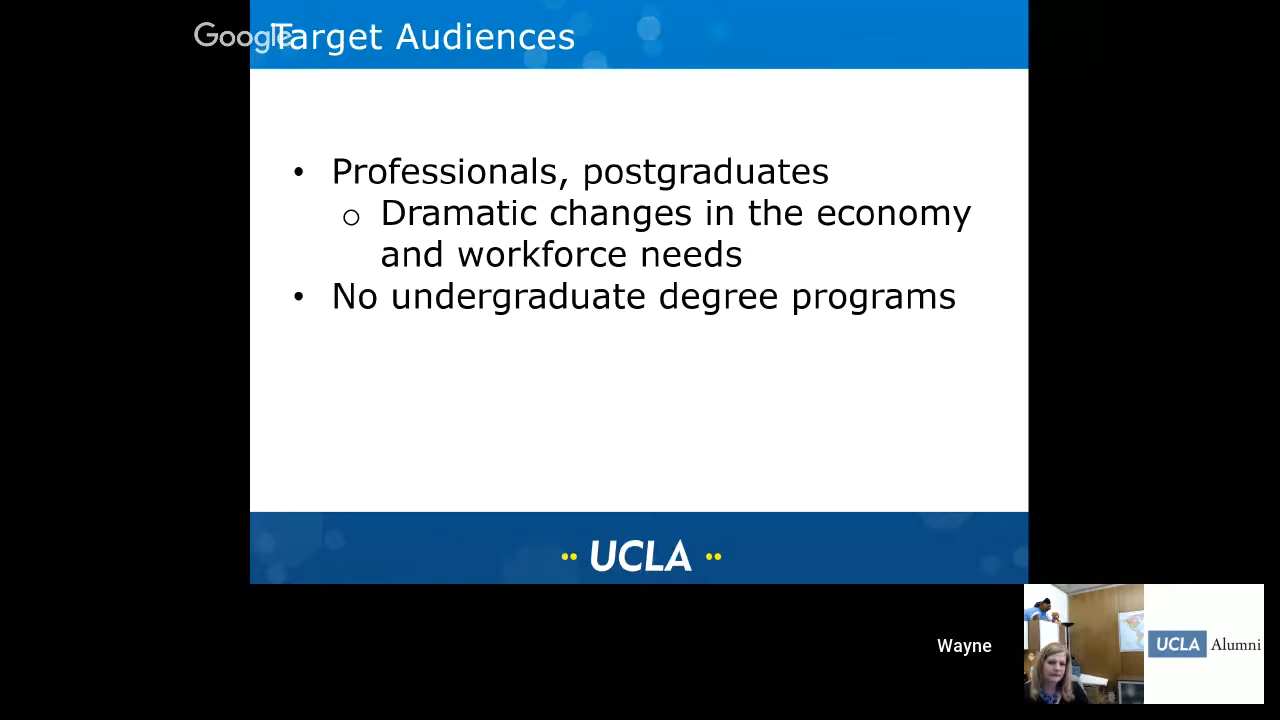 Google
Target Audiences
• Professionals, postgraduates
o Dramatic changes in the economy
and workforce needs
• No undergraduate degree programs
UCLA
Wayne
UCLA Alumni